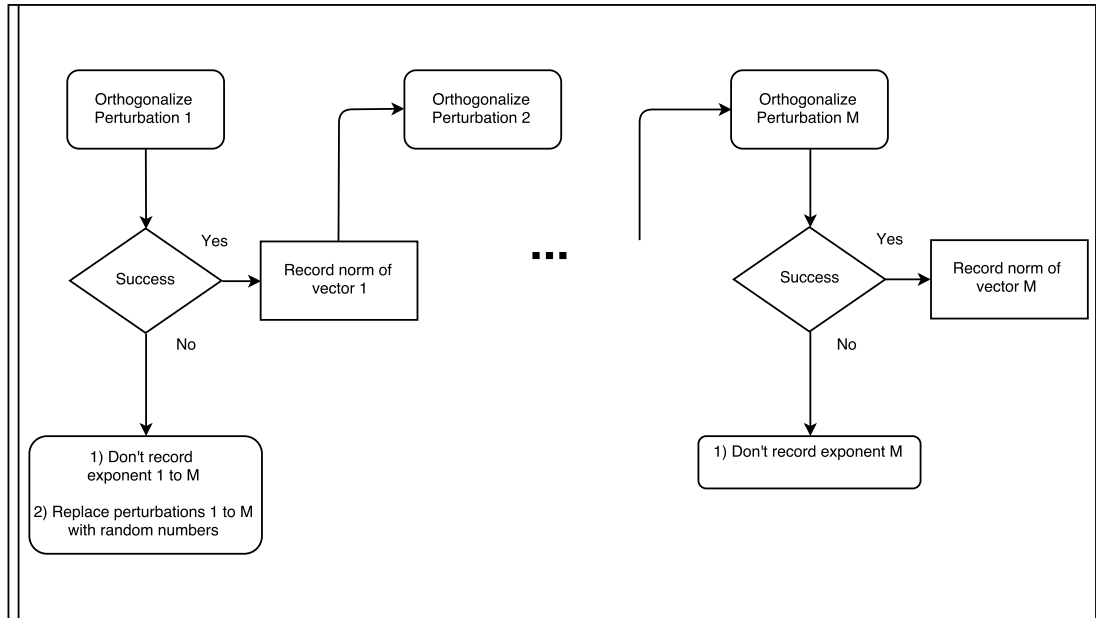 Orthogonalize
Perturbation 1
Orthogonalize
Perturbation 2
Orthogonalize
Perturbation M
Success
Yes
Record norm of
vector 1
...
Success
Yes
Record norm of
vector M
No
No
1) Don't record
exponent 1 to M
2) Replace perturbations 1 to M
with random numbers
1) Don't record exponent M